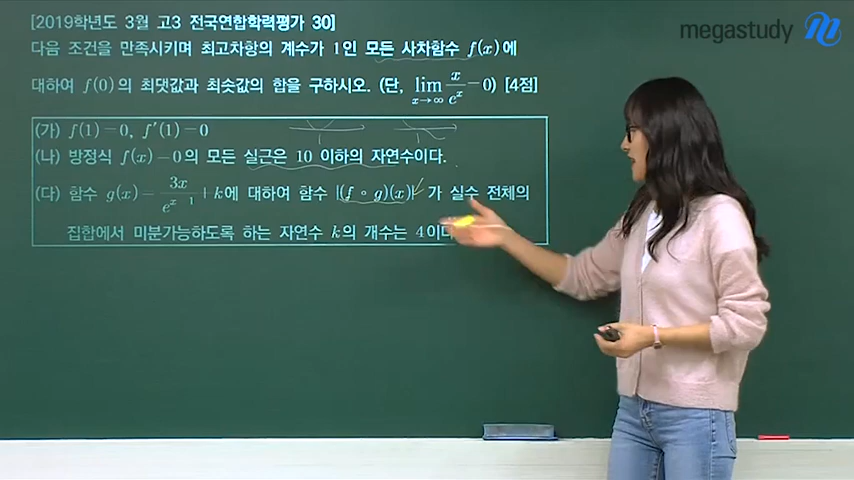 [2019학년도 3월 고3 전국연합학력평가 30]
megastudy
다음 조건을 만족시키며 최고차항의 계수가 1인 모든 사차함수 f(x)에
대하여 f(0)의 최댓값과 최솟값의 합을 구하시오. (단, lim x→∞ x/e^x=0) [4점]
(가) f(1)=0, f'(1)=0
(나) 방정식 f(x)=0의 모든 실근은 10 이하의 자연수이다.
(다) 함수 g(x)=3x/e^(x-1)+k에 대하여 함수 |(f∘g)(x)|가 실수 전체의
집합에서 미분가능하도록 하는 자연수 k의 개수는 4이다.